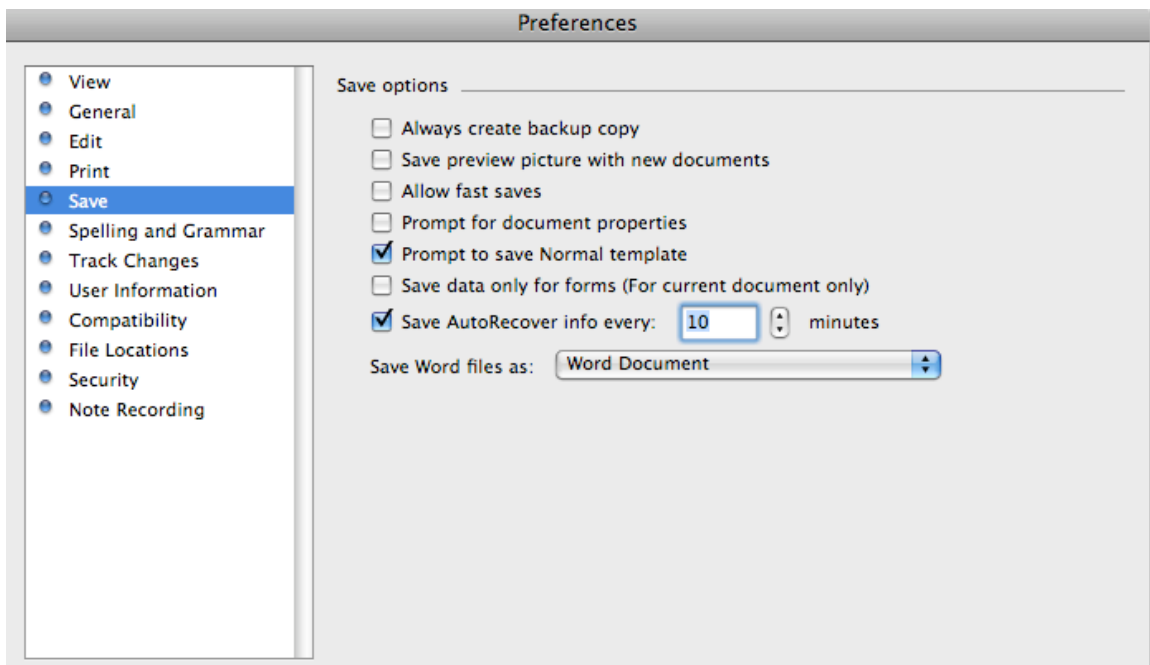 Preferences
View
General
Edit
Print
Save
Spelling and Grammar
Track Changes
User Information
Compatibility
File Locations
Security
Note Recording
Save options
Always create backup copy
Save preview picture with new documents
Allow fast saves
Prompt for document properties
Prompt to save Normal template
Save data only for forms (For current document only)
Save AutoRecover info every: 10 minutes
Save Word files as: Word Document